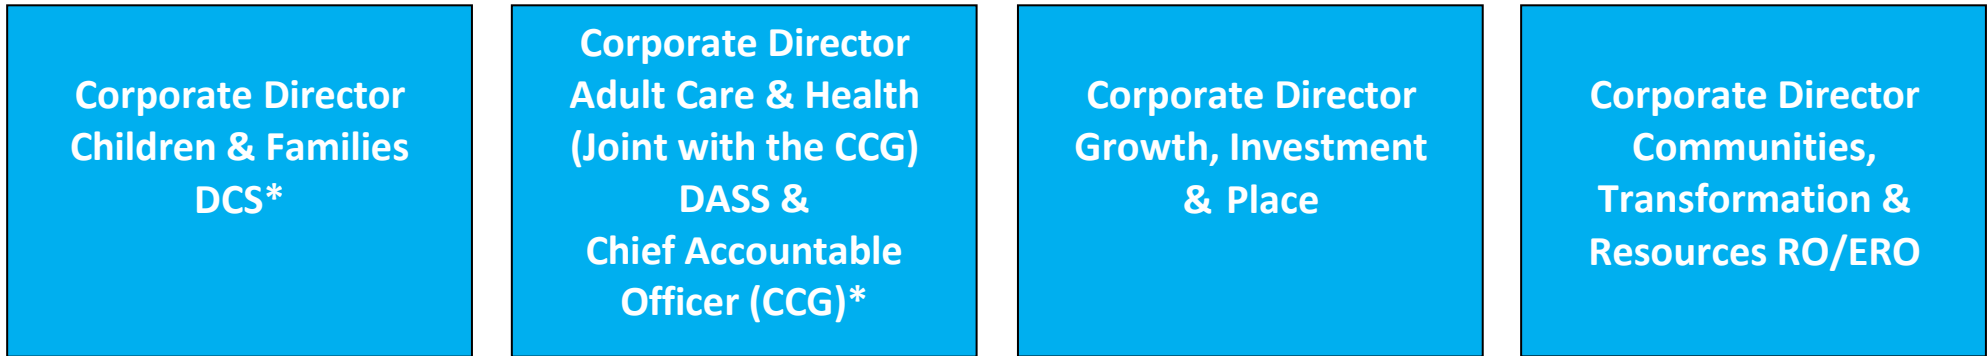 Corporate Director
Children & Families
DCS*
Corporate Director
Adult Care & Health
(Joint with the CCG)
DASS &
Chief Accountable
Officer (CCG)*
Corporate Director
Growth, Investment
& Place
Corporate Director
Communities,
Transformation &
Resources RO/ERO